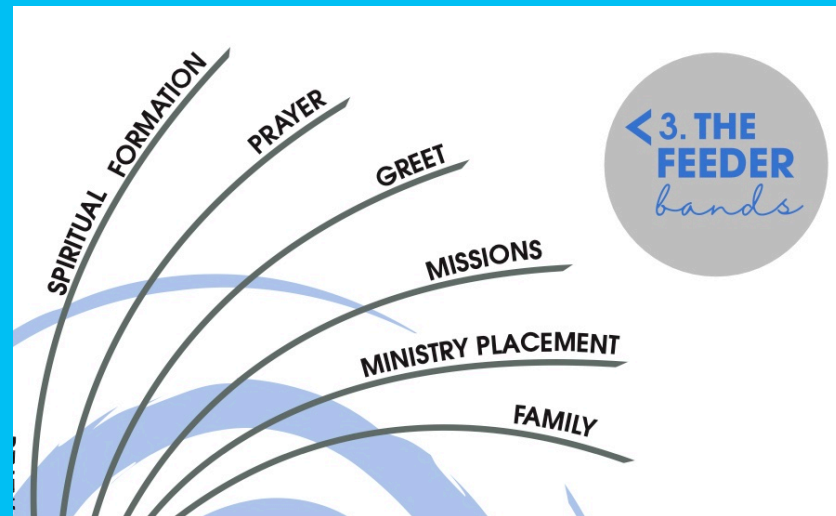 SPIRITUAL FORMATION
PRAYER
GREET
MISSIONS
MINISTRY PLACEMENT
FAMILY
< 3. THE
FEEDER
bands